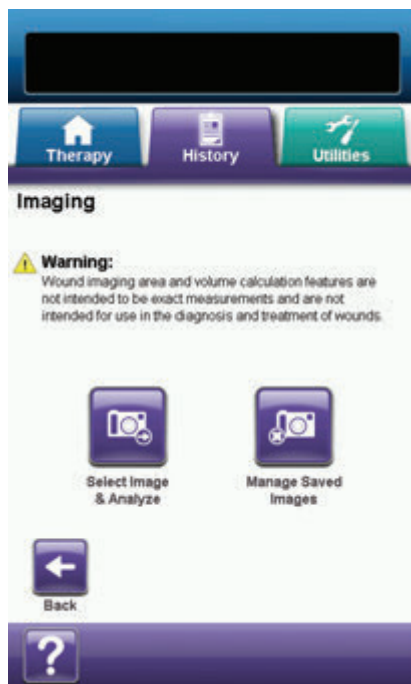 Therapy History Utilities
Imaging
Warning:
Wound imaging area and volume calculation features are
not intended to be exact measurements and are not
intended for use in the diagnosis and treatment of wounds.
Select Image Manage Saved
& Analyze Images
Back
?